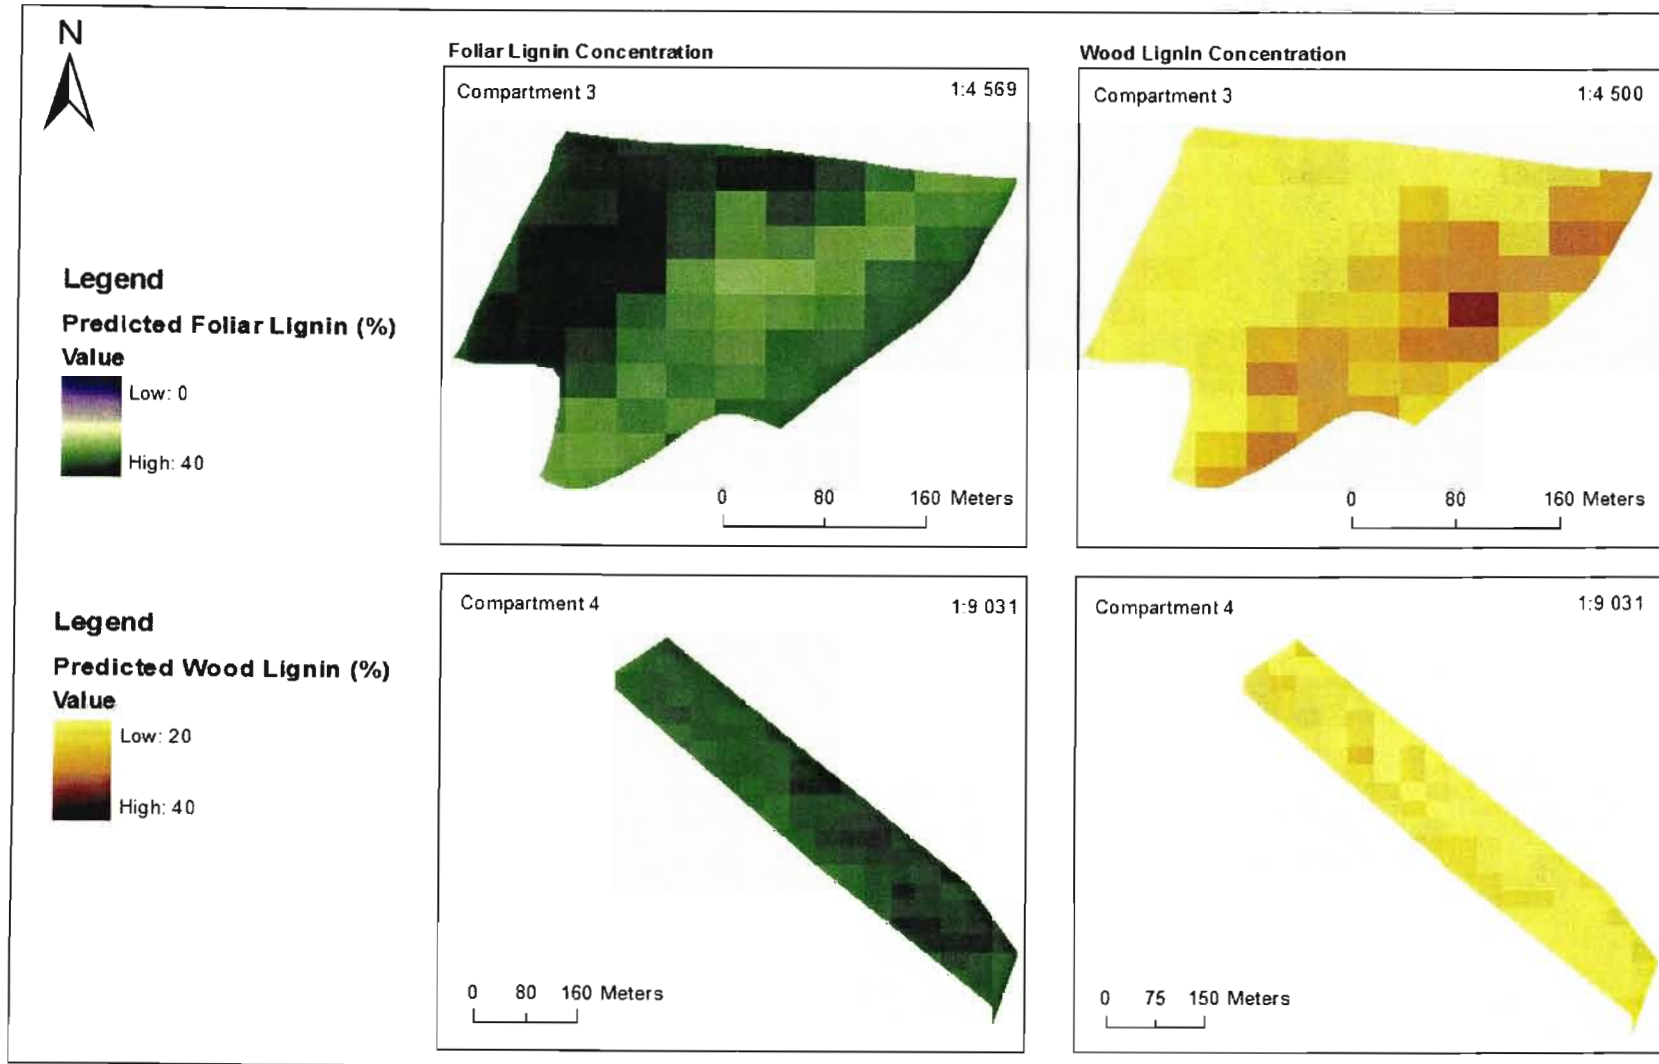 N
Legend
Predicted Foliar Lignin (%)
Value
Low: 0
High: 40
Legend
Predicted Wood Lignin (%)
Value
Low: 20
High: 40
Foliar Lignin Concentration
Compartment 3 1:4 569
0 80 160 Meters
Wood Lignin Concentration
Compartment 3 1:4 500
0 80 160 Meters
Compartment 4 1:9 031
0 80 160 Meters
Compartment 4 1:9 031
0 75 150 Meters